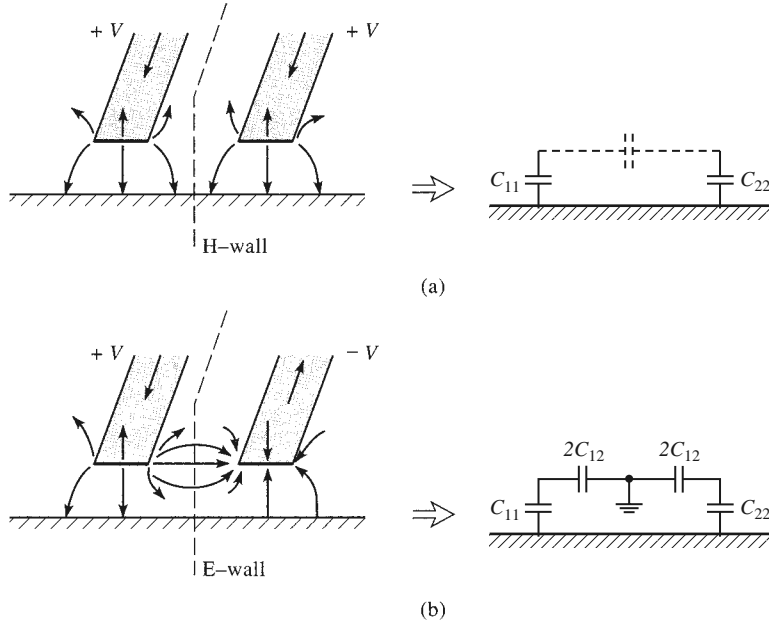 + V
+ V
C11
C22
H–wall
(a)
+ V
− V
2C12
2C12
C11
C22
E–wall
(b)